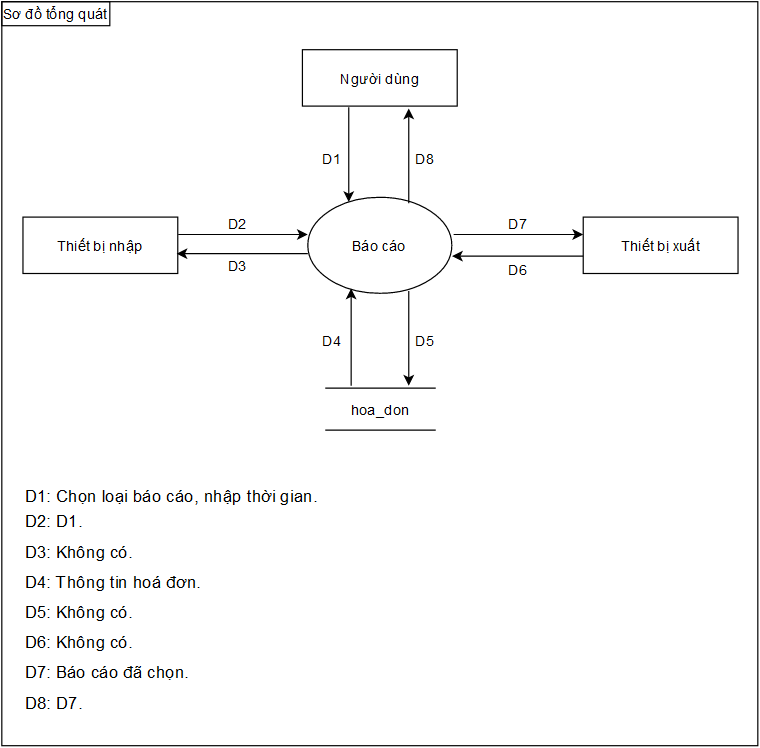 Sơ đồ tổng quát
Người dùng
D1
D8
Thiết bị nhập
D2
D3
Báo cáo
D7
D6
Thiết bị xuất
D4
D5
hoa_don
D1: Chọn loại báo cáo, nhập thời gian.
D2: D1.
D3: Không có.
D4: Thông tin hoá đơn.
D5: Không có.
D6: Không có.
D7: Báo cáo đã chọn.
D8: D7.